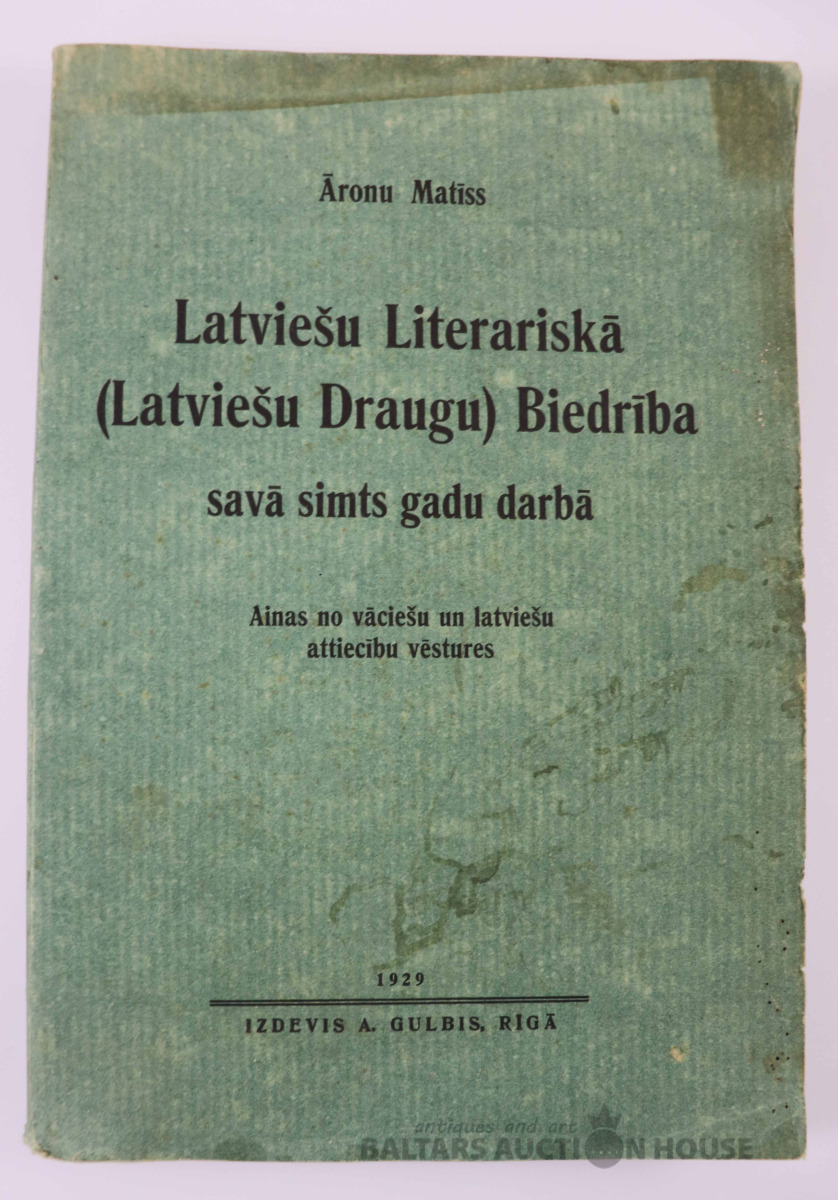 Āronu Matīss
Latviešu Literariskā
(Latviešu Draugu) Biedrība
savā simts gadu darbā
Ainas no vāciešu un latviešu
attiecību vēstures
1929
IZDEVIS A. GULBIS, RĪGĀ
antiques and art
BALTARS AUCTION HOUSE